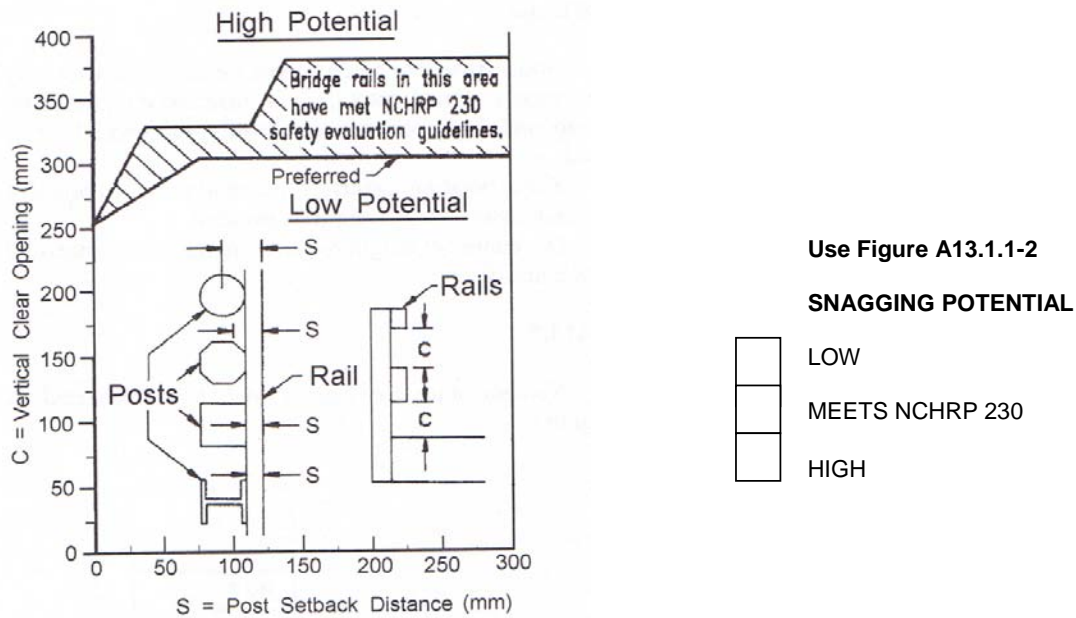 High Potential
400
350
300
250
200
150
100
50
0
C = Vertical Clear Opening (mm)
Bridge rails in this area
have met NCHRP 230
safety evaluation guidelines.
Preferred
Low Potential
S
S
S
S
Posts
Rail
Rails
C
C
0 50 100 150 200 250 300
S = Post Setback Distance (mm)
Use Figure A13.1.1-2
SNAGGING POTENTIAL
LOW
MEETS NCHRP 230
HIGH